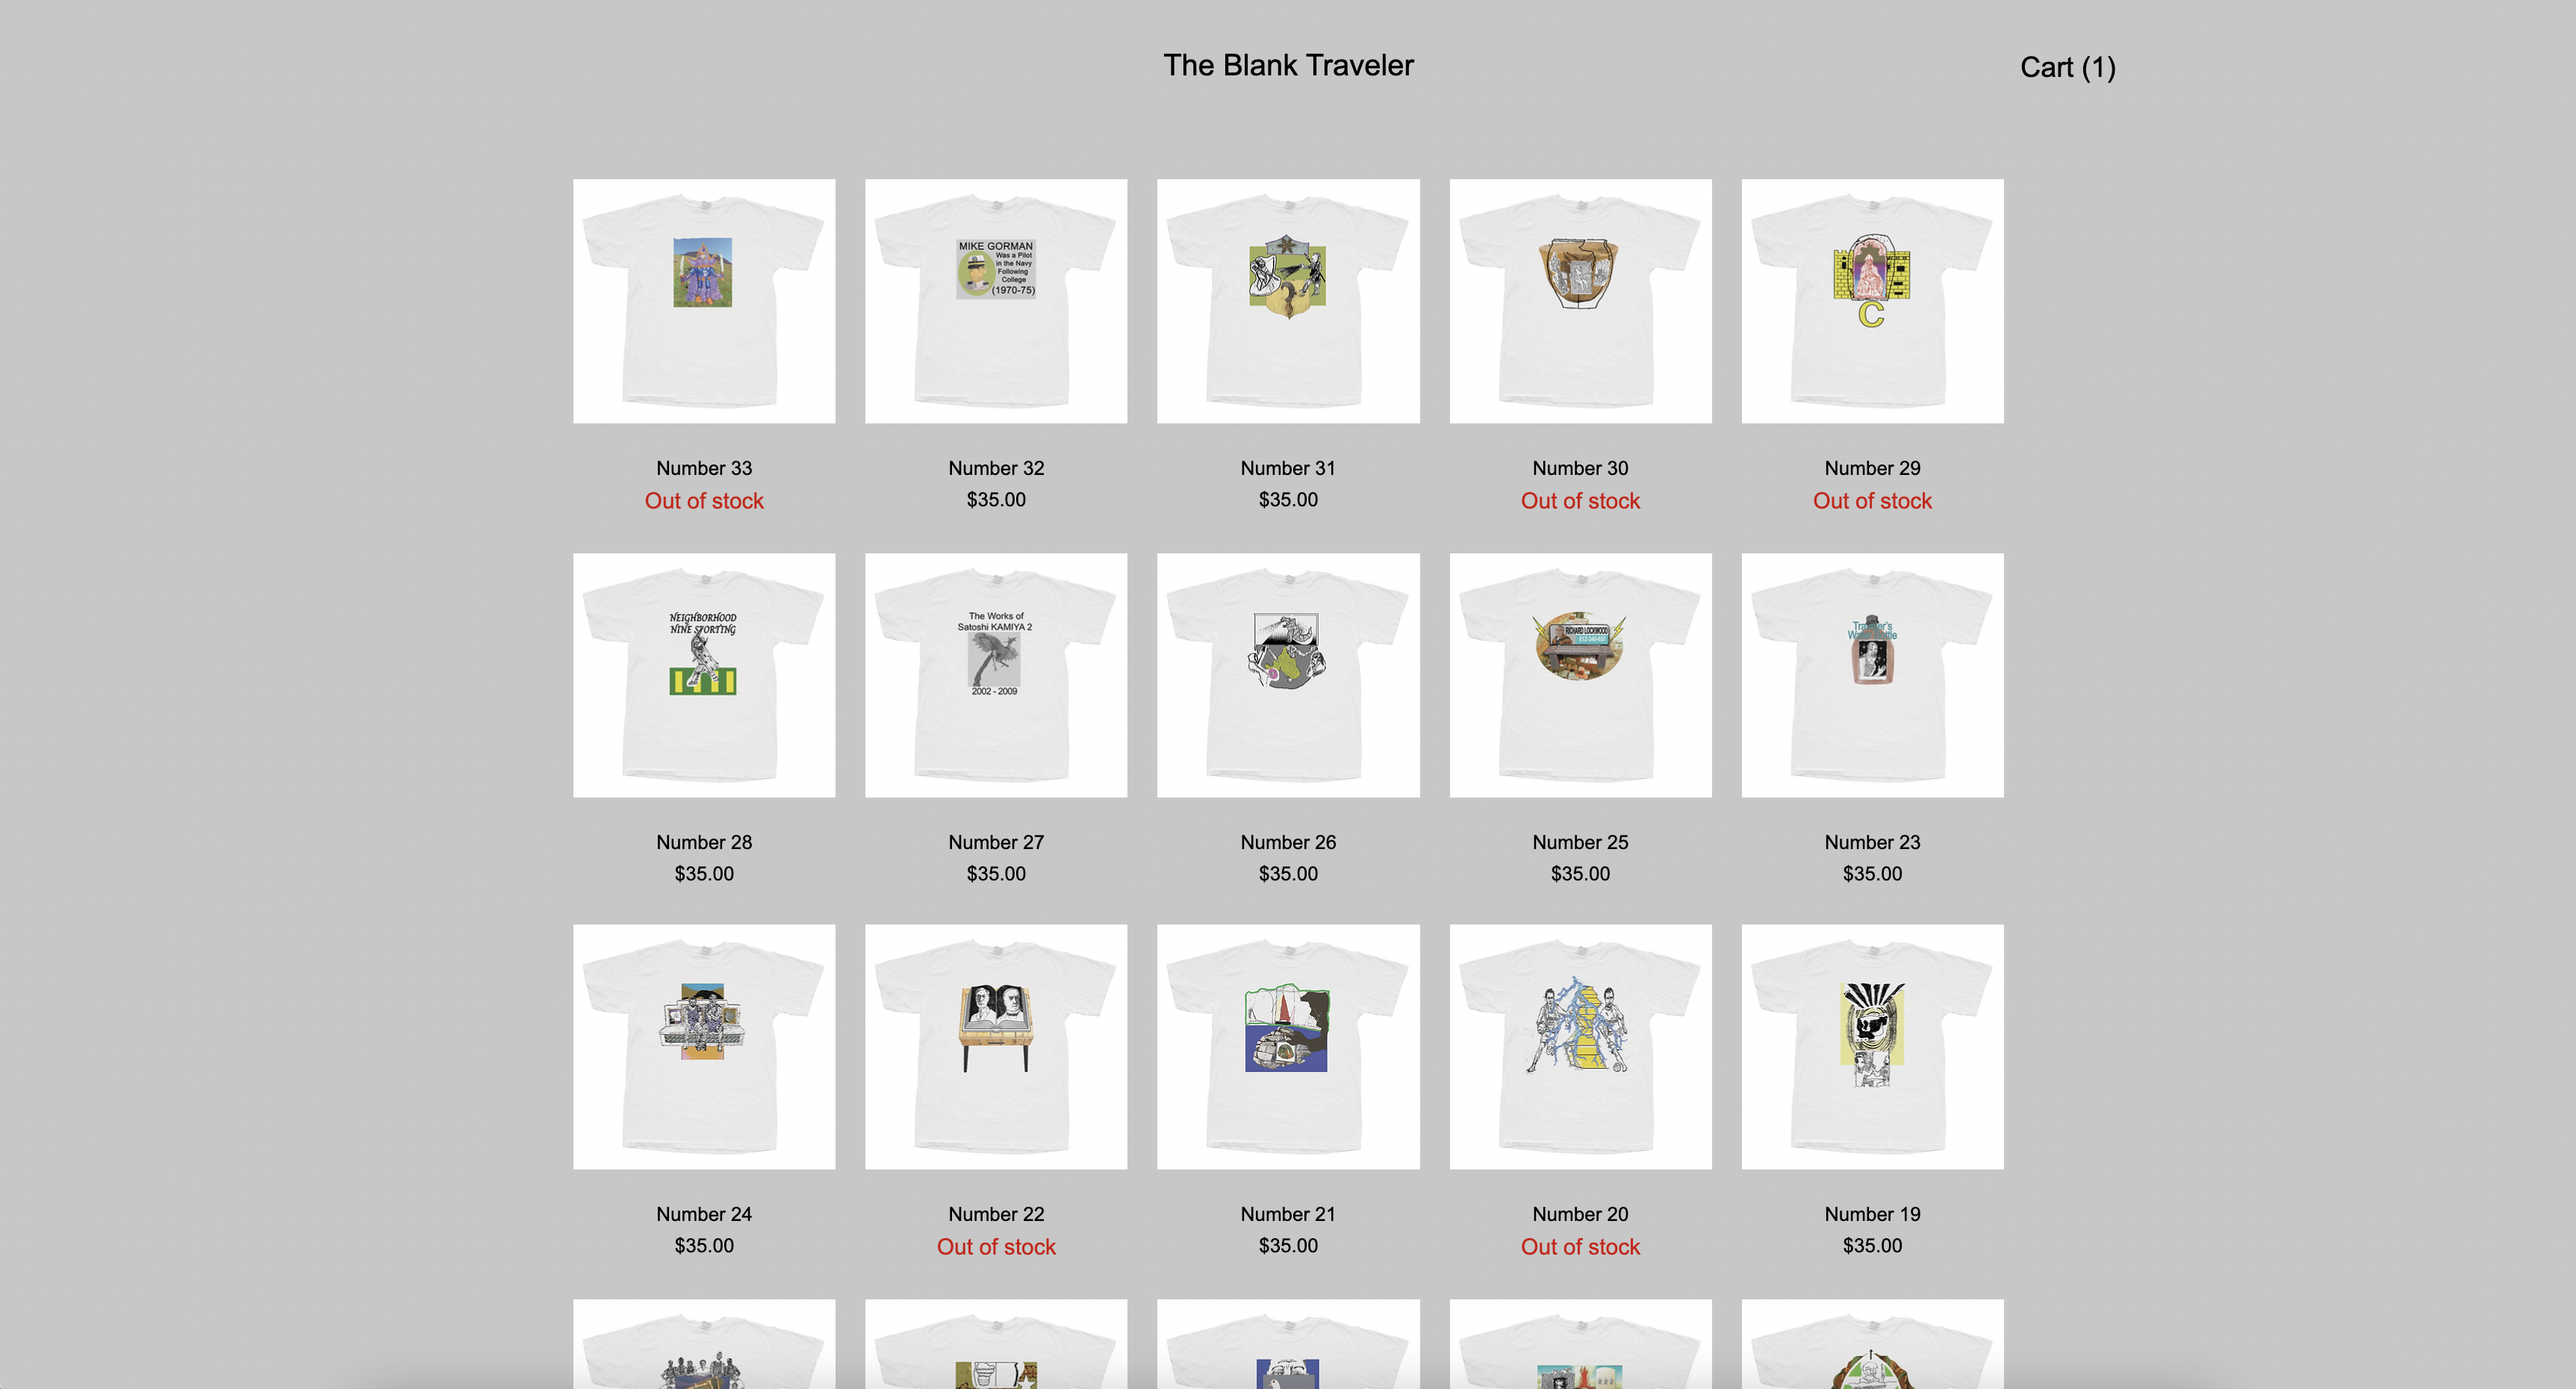 The Blank Traveler
Cart (1)
MIKE GORMAN
Was a Pilot
in the Navy
Following
College
(1970-75)
C
Number 33
Out of stock
Number 32
$35.00
Number 31
$35.00
Number 30
Out of stock
Number 29
Out of stock
NEIGHBORHOOD
NINE SPORTING
The Works of
Satoshi KAMIYA 2
2002 - 2009
RICHARD LOCKWOOD
Number 28
$35.00
Number 27
$35.00
Number 26
$35.00
Number 25
$35.00
Number 23
$35.00
Number 24
$35.00
Number 22
Out of stock
Number 21
$35.00
Number 20
Out of stock
Number 19
$35.00